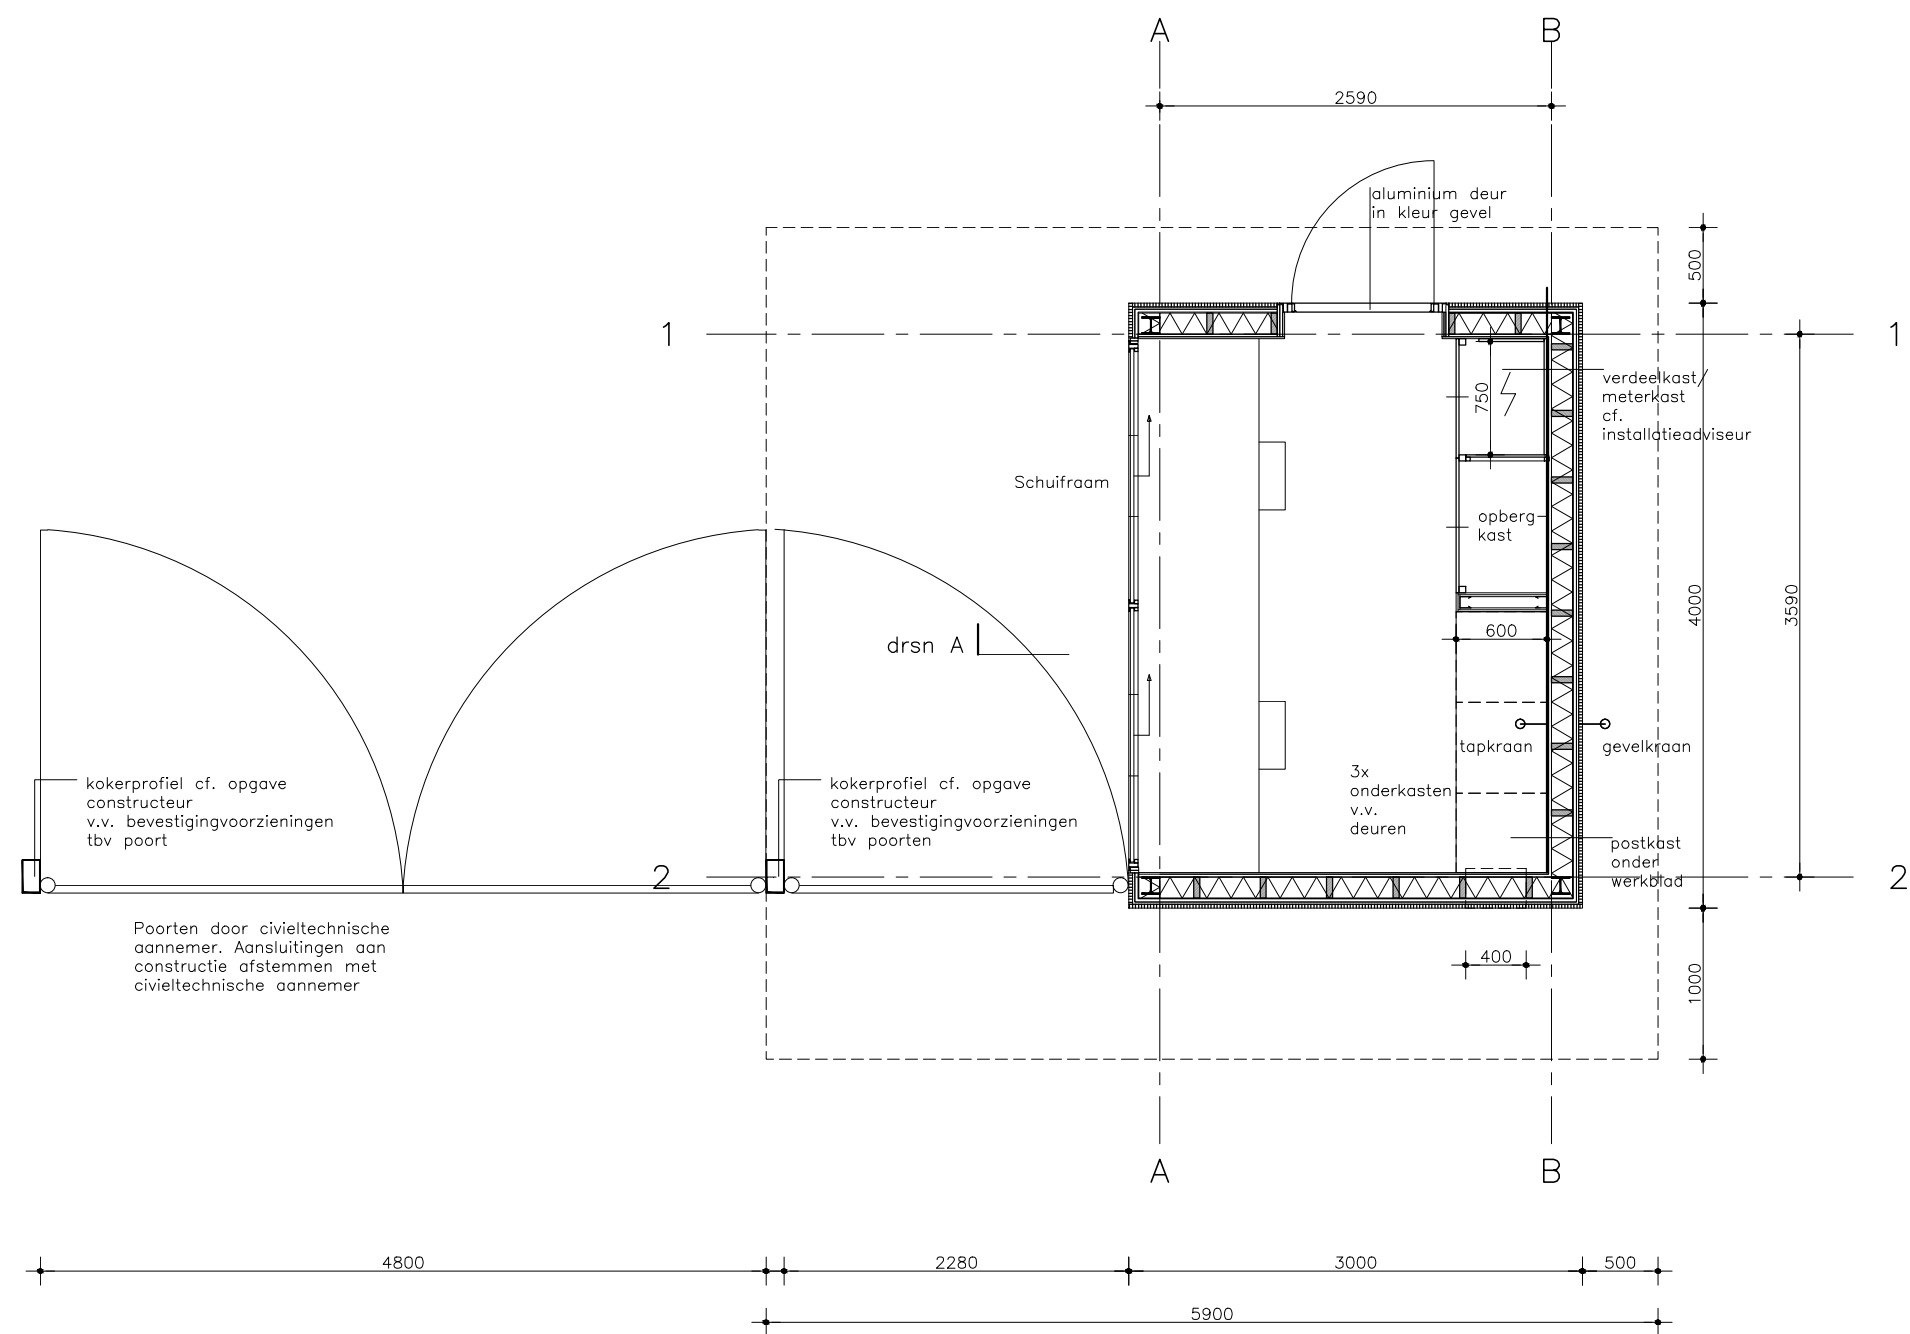 A
B
2590
aluminium deur
in kleur gevel
500
1
1
750
verdeelkast/
meterkast
cf.
installatieadviseur
Schuifraam
opberg-
kast
4000
3590
600
drsn A
tapkraan
gevelkraan
3x
onderkasten
v.v.
deuren
kokerprofiel cf. opgave
constructeur
v.v. bevestigingvoorzieningen
tbv poort
kokerprofiel cf. opgave
constructeur
v.v. bevestigingvoorzieningen
tbv poorten
postkast
onder
werkblad
2
2
Poorten door civieltechnische
aannemer. Aansluitingen aan
constructie afstemmen met
civieltechnische aannemer
400
1000
A
B
4800
2280
3000
500
5900